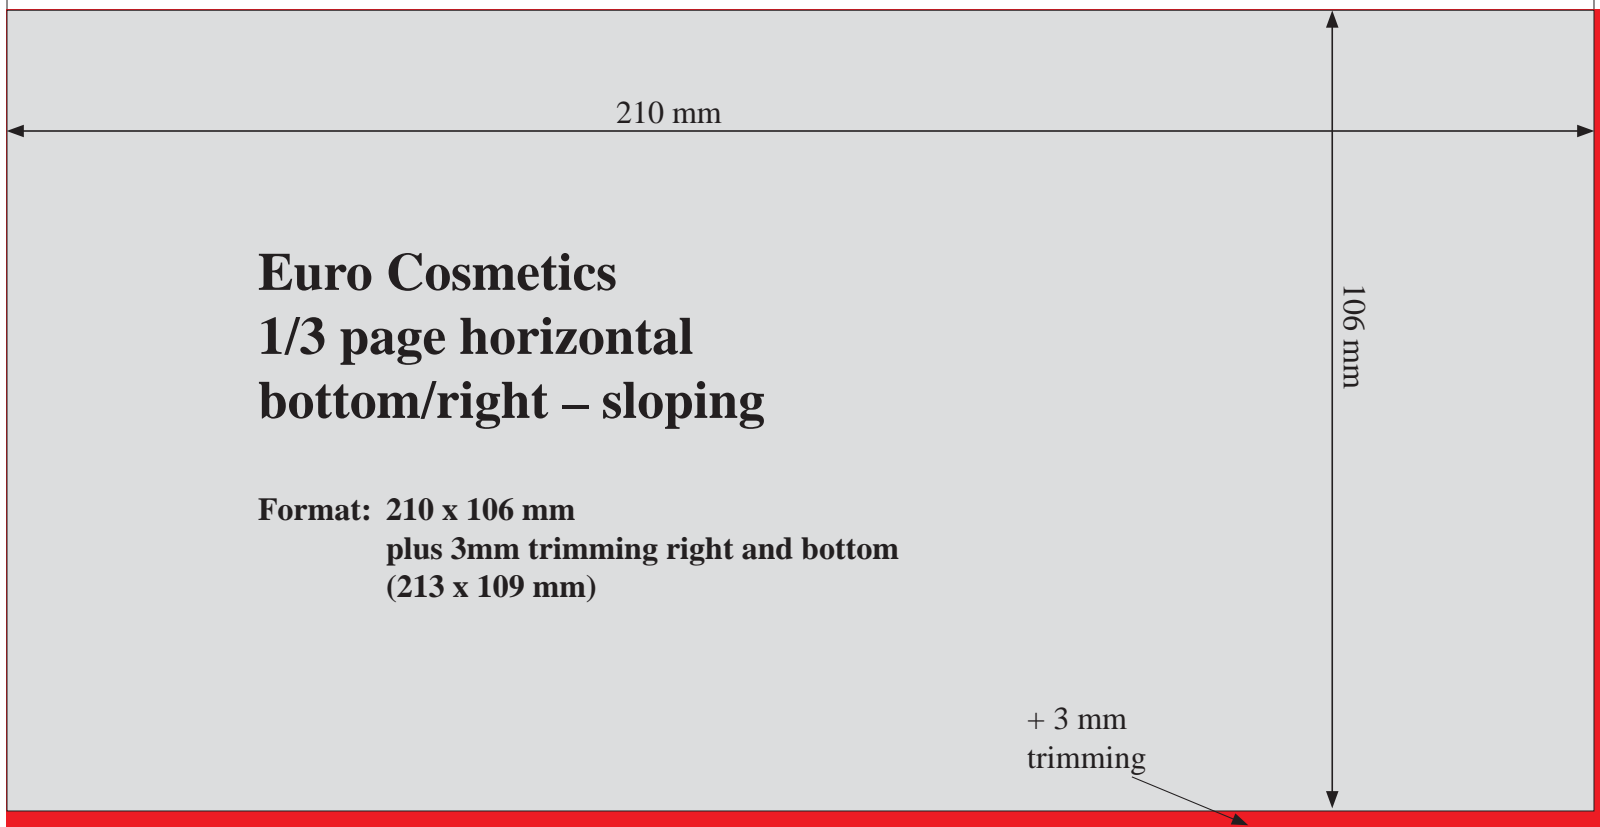 210 mm
106 mm
Euro Cosmetics
1/3 page horizontal
bottom/right – sloping
Format: 210 x 106 mm
plus 3mm trimming right and bottom
(213 x 109 mm)
+ 3 mm
trimming